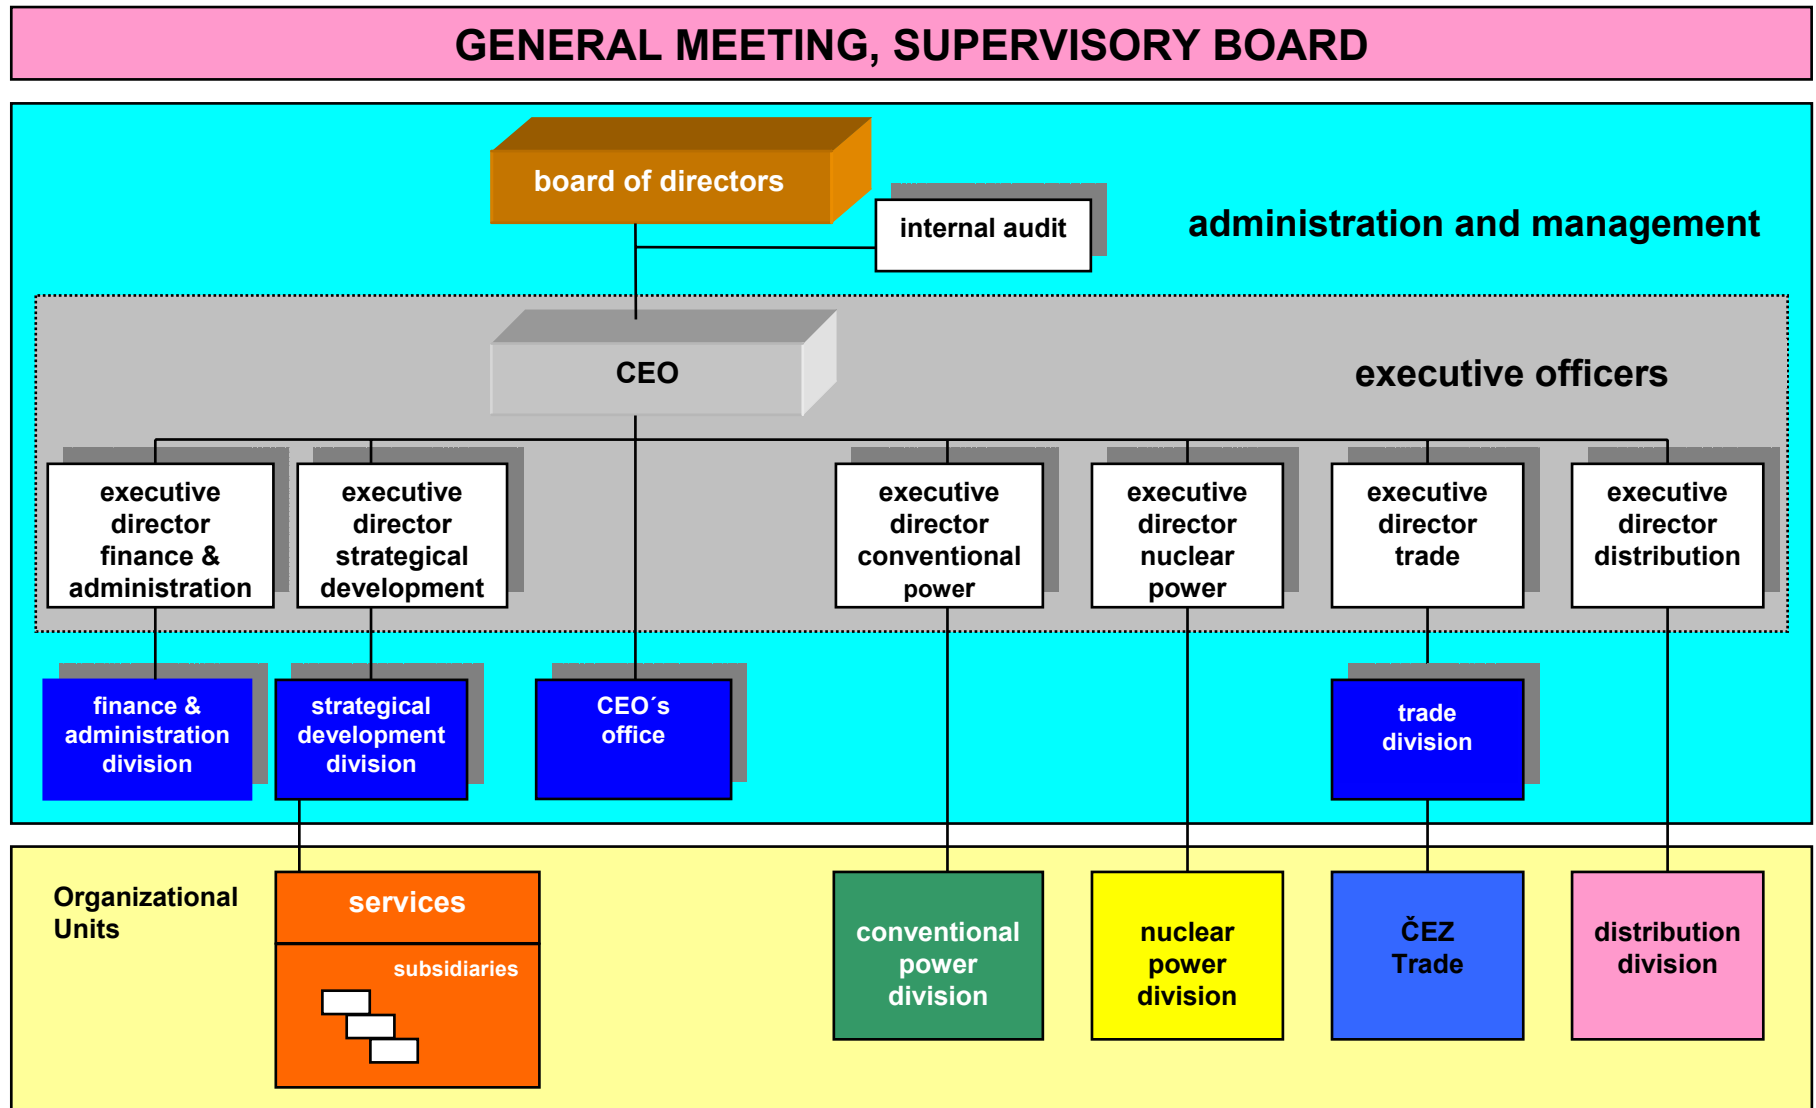 GENERAL MEETING, SUPERVISORY BOARD
board of directors
internal audit
administration and management
CEO
executive officers
executive
director
finance &
administration
executive
director
strategical
development
executive
director
conventional
power
executive
director
nuclear
power
executive
director
trade
executive
director
distribution
finance &
administration
division
strategical
development
division
CEO´s
office
trade
division
Organizational
Units
services
subsidiaries
conventional
power
division
nuclear
power
division
ČEZ
Trade
distribution
division